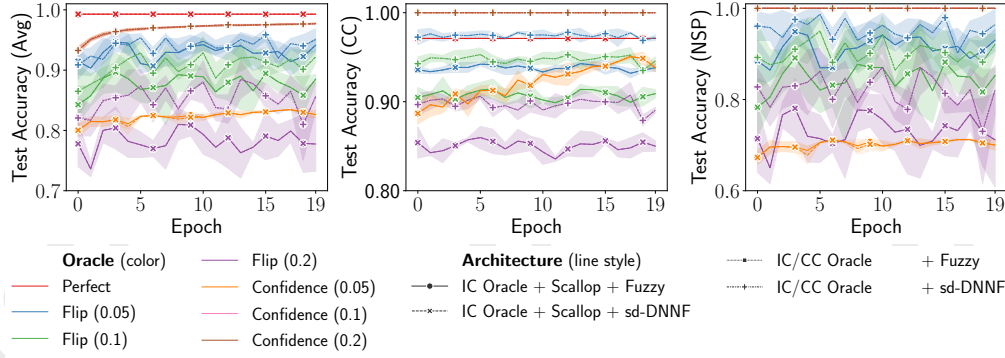 Test Accuracy (Avg)
1.0
0.9
0.8
0.7
0 5 10 15 19
Epoch
Test Accuracy (CC)
1.00
0.90
0.80
0 5 10 15 19
Epoch
Test Accuracy (NSP)
1.0
0.8
0.6
0 5 10 15 19
Epoch
Oracle (color)
Perfect
Flip (0.05)
Flip (0.1)
Flip (0.2)
Confidence (0.05)
Confidence (0.1)
Confidence (0.2)
Architecture (line style)
IC Oracle + Scallop + Fuzzy
IC Oracle + Scallop + sd-DNNF
IC/CC Oracle + Fuzzy
IC/CC Oracle + sd-DNNF